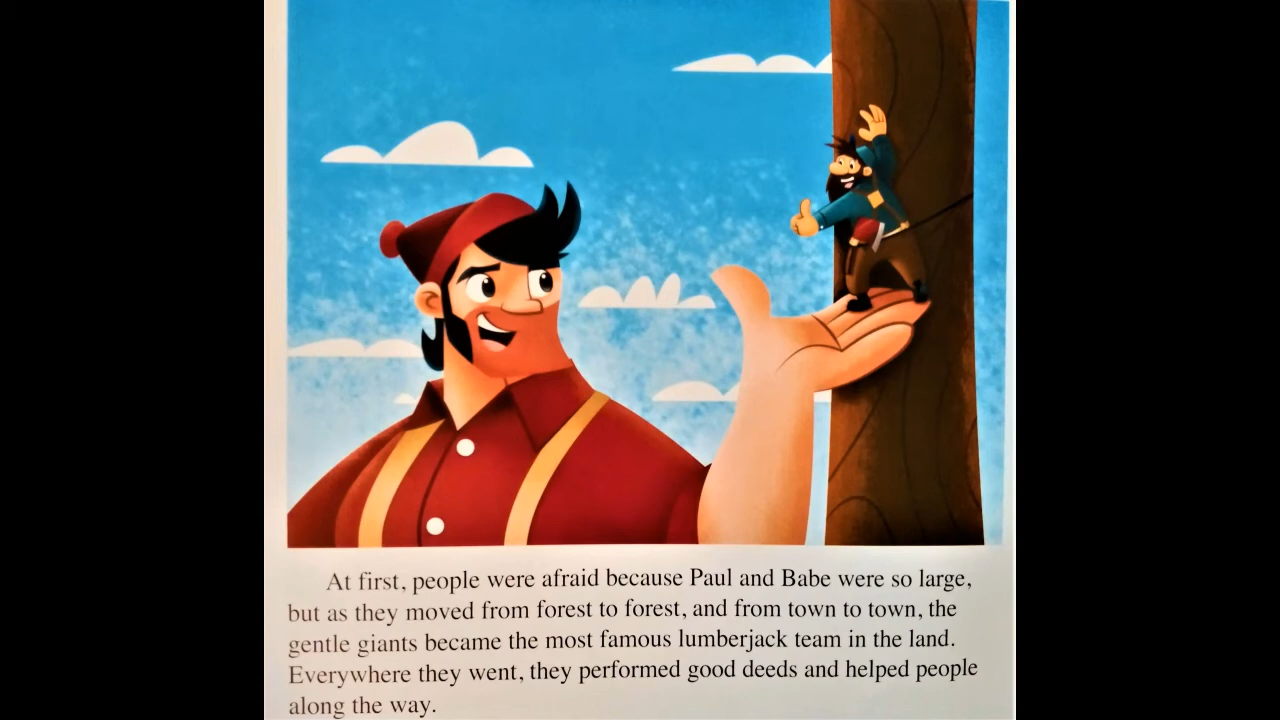 At first, people were afraid because Paul and Babe were so large,
but as they moved from forest to forest, and from town to town, the
gentle giants became the most famous lumberjack team in the land.
Everywhere they went, they performed good deeds and helped people
along the way.